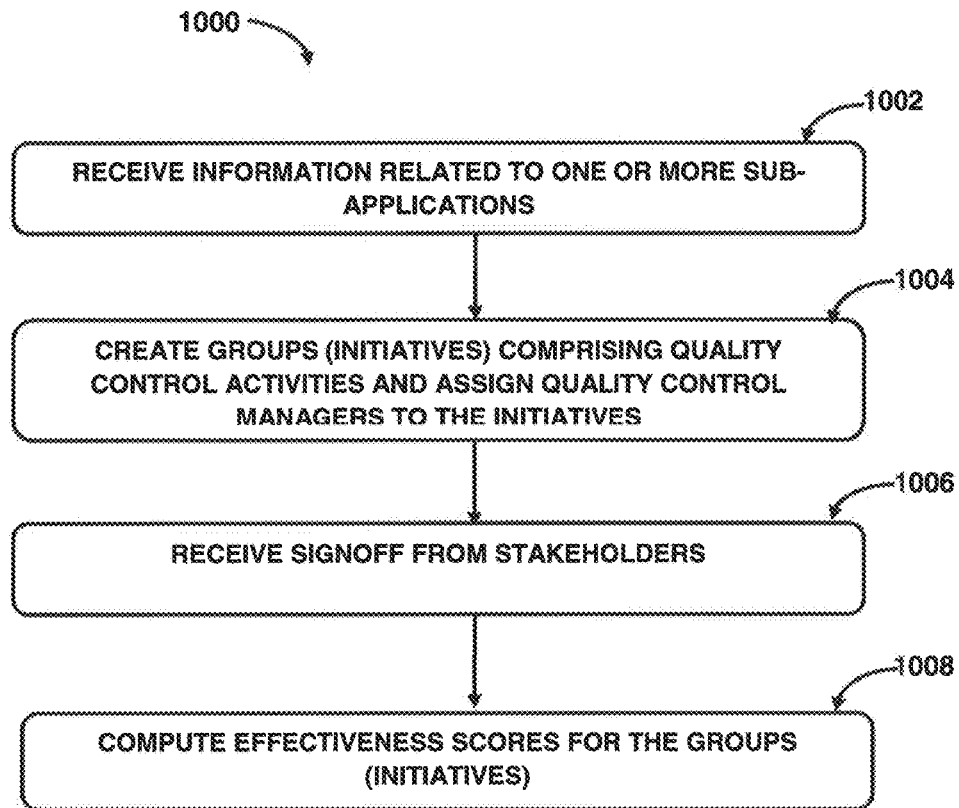 1000
1002
RECEIVE INFORMATION RELATED TO ONE OR MORE SUB-
APPLICATIONS
1004
CREATE GROUPS (INITIATIVES) COMPRISING QUALITY
CONTROL ACTIVITIES AND ASSIGN QUALITY CONTROL
MANAGERS TO THE INITIATIVES
1006
RECEIVE SIGNOFF FROM STAKEHOLDERS
1008
COMPUTE EFFECTIVENESS SCORES FOR THE GROUPS
(INITIATIVES)